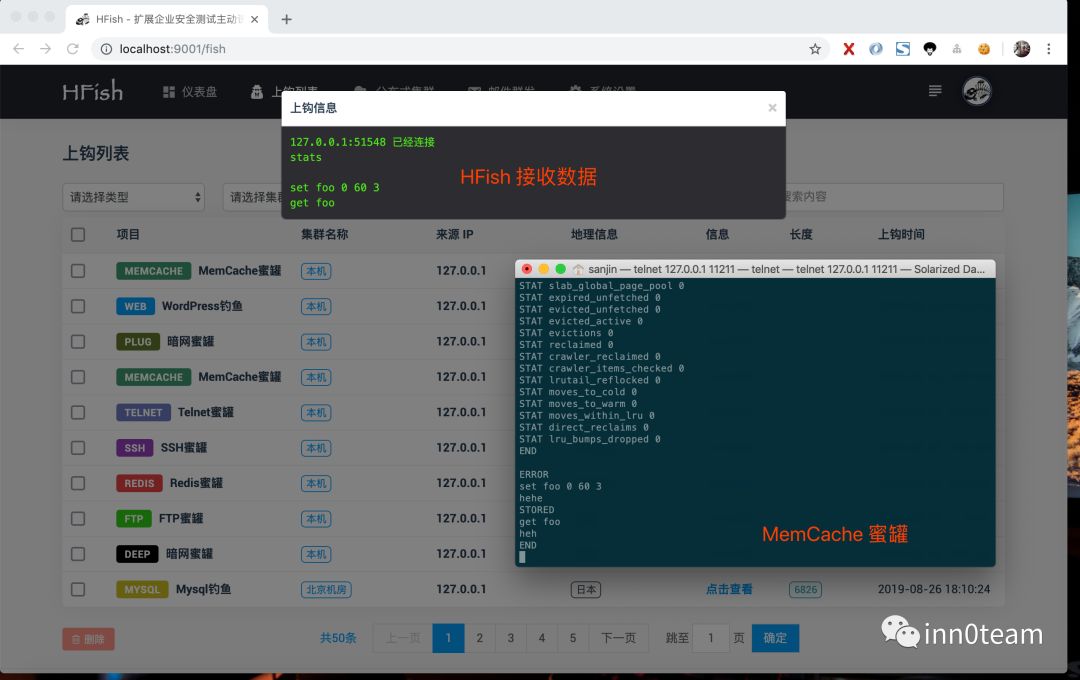 HFish - 扩展企业安全测试主动
localhost:9001/fish
HFish
仪表盘
上钩列表
分布式集群
邮件群发
系统设置
上钩信息
×
127.0.0.1:51548 已经连接
stats
set foo 0 60 3
get foo
HFish 接收数据
上钩列表
请选择类型
请选择集
搜索内容
项目 集群名称 来源 IP 地理信息 信息 长度 上钩时间
MEMCACHE MemCache蜜罐 本机 127.0.0.1
WEB WordPress钓鱼 本机 127.0.0.1
PLUG 暗网蜜罐 本机 127.0.0.1
MEMCACHE MemCache蜜罐 本机 127.0.0.1
TELNET Telnet蜜罐 本机 127.0.0.1
SSH SSH蜜罐 本机 127.0.0.1
REDIS Redis蜜罐 本机 127.0.0.1
FTP FTP蜜罐 本机 127.0.0.1
DEEP 暗网蜜罐 本机 127.0.0.1
MYSQL Mysql钓鱼 北京机房 127.0.0.1 日本 点击查看 6826 2019-08-26 18:10:24
sanjin — telnet 127.0.0.1 11211 — telnet — telnet 127.0.0.1 11211 — Solarized Da...
STAT slab_global_page_pool 0
STAT expired_unfetched 0
STAT evicted_unfetched 0
STAT evicted_active 0
STAT evictions 0
STAT reclaimed 0
STAT crawler_reclaimed 0
STAT crawler_items_checked 0
STAT lrutail_reflocked 0
STAT moves_to_cold 0
STAT moves_to_warm 0
STAT moves_within_lru 0
STAT direct_reclaims 0
STAT lru_bumps_dropped 0
END
ERROR
set foo 0 60 3
hehe
STORED
get foo
heh
END
MemCache 蜜罐
删除
共50条 上一页 1 2 3 4 5 下一页 跳至 1 页 确定
inn0team